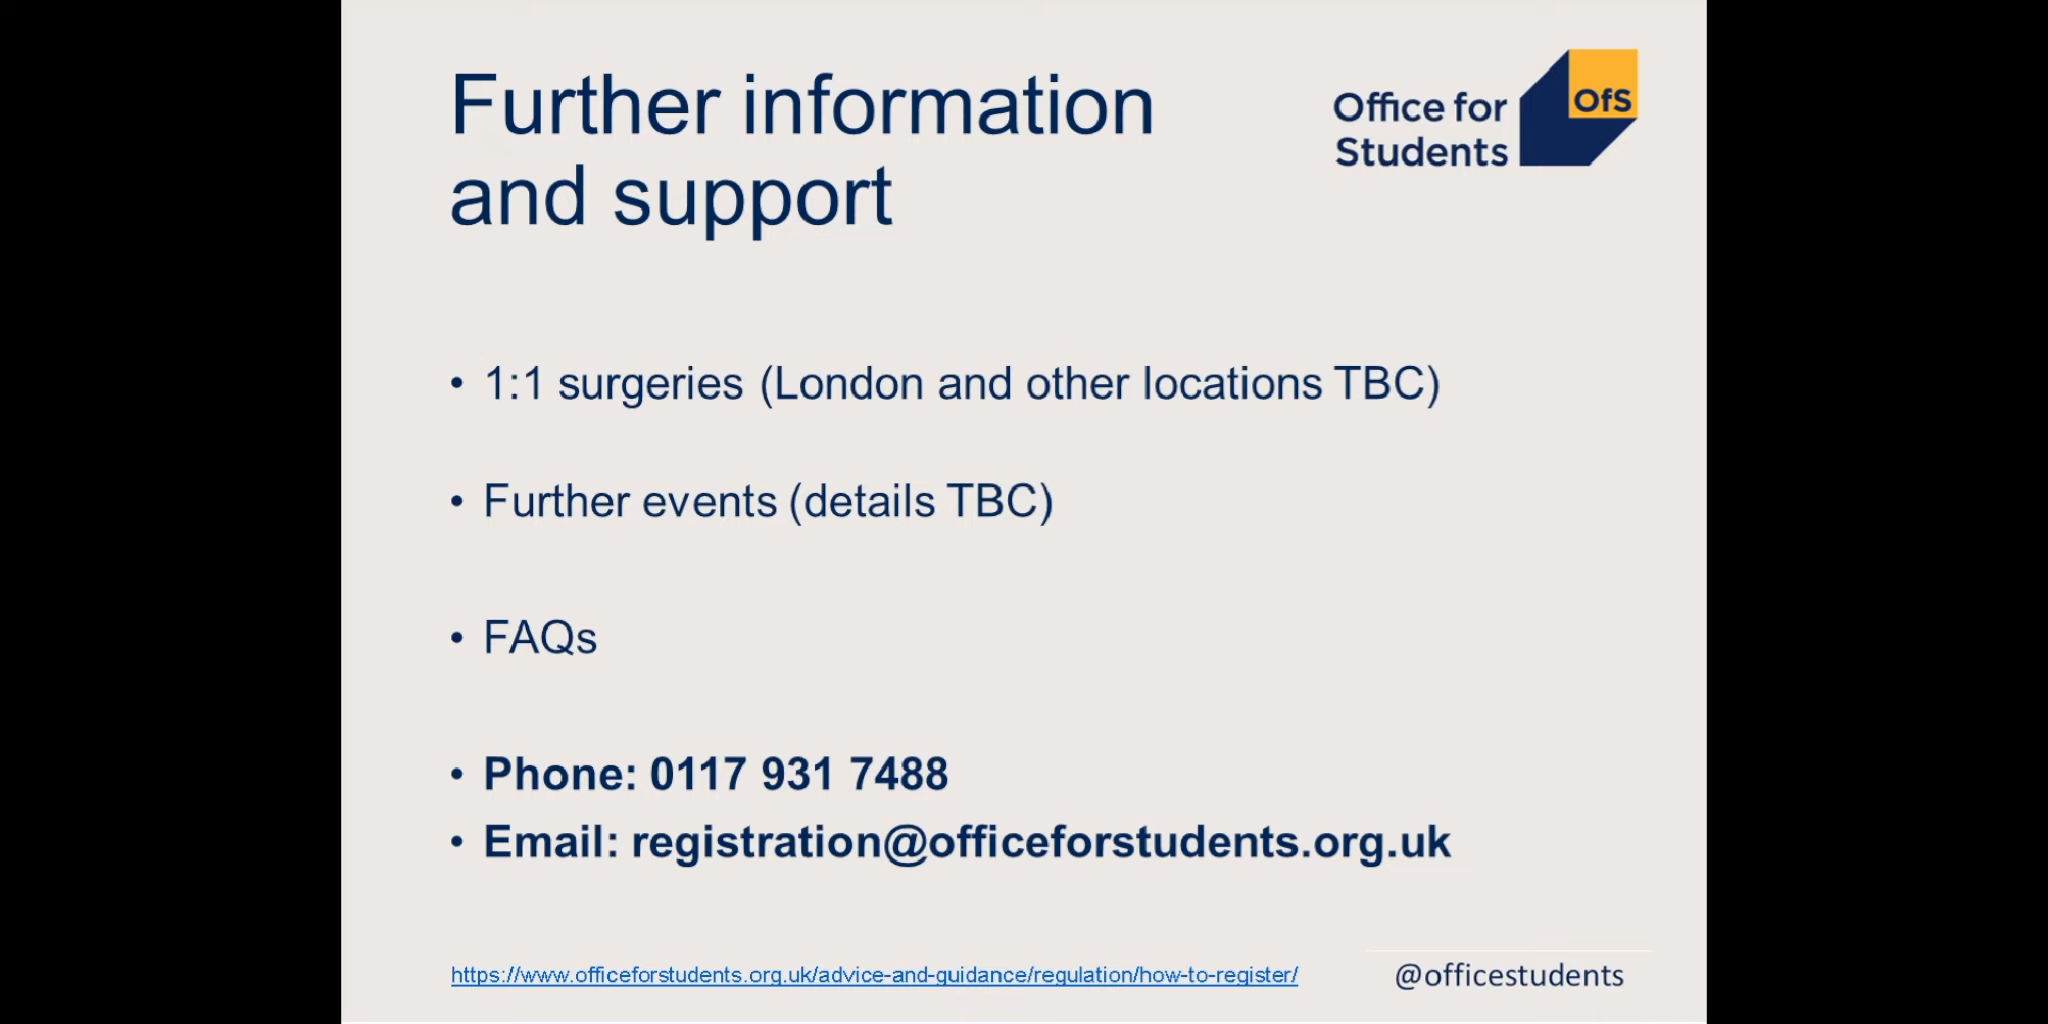 Further information
and support
Office for
Students
OfS
• 1:1 surgeries (London and other locations TBC)
• Further events (details TBC)
• FAQs
• Phone: 0117 931 7488
• Email: registration@officeforstudents.org.uk
https://www.officeforstudents.org.uk/advice-and-guidance/regulation/how-to-register/
@officestudents